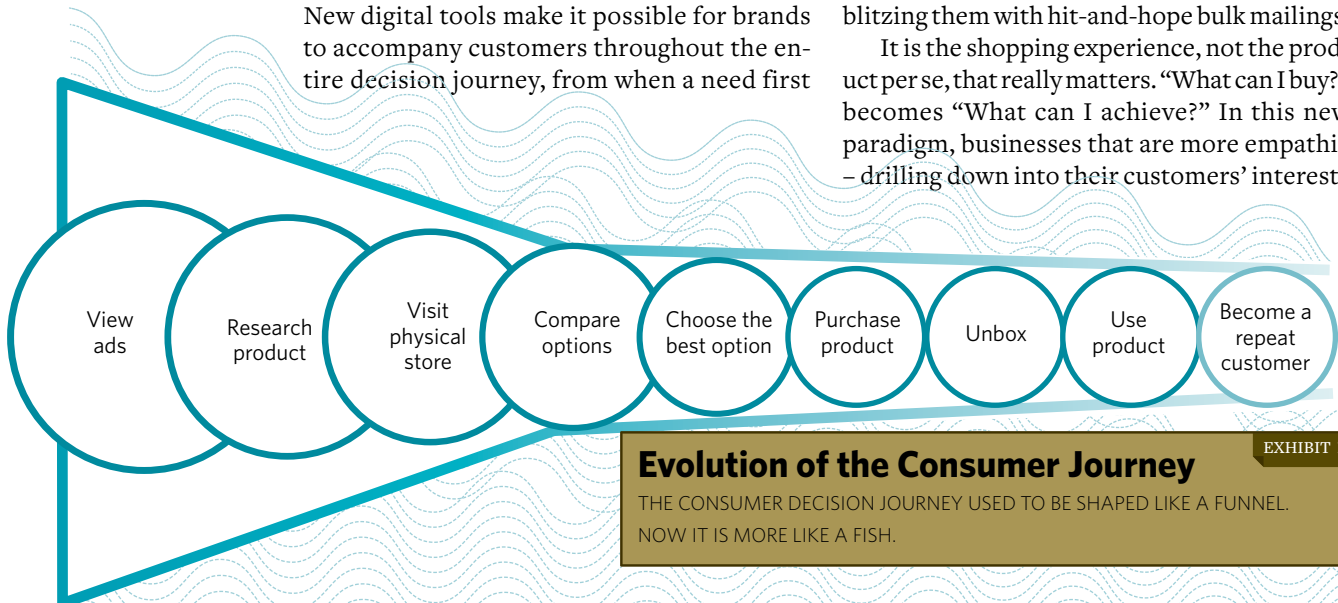 New digital tools make it possible for brands
to accompany customers throughout the en-
tire decision journey, from when a need first
blitzing them with hit-and-hope bulk mailings
It is the shopping experience, not the prod
uct per se, that really matters. “What can I buy?
becomes “What can I achieve?” In this new
paradigm, businesses that are more empathi
– drilling down into their customers’ interest
View
ads
Research
product
Visit
physical
store
Compare
options
Choose the
best option
Purchase
product
Unbox
Use
product
Become a
repeat
customer
EXHIBIT
Evolution of the Consumer Journey
THE CONSUMER DECISION JOURNEY USED TO BE SHAPED LIKE A FUNNEL.
NOW IT IS MORE LIKE A FISH.